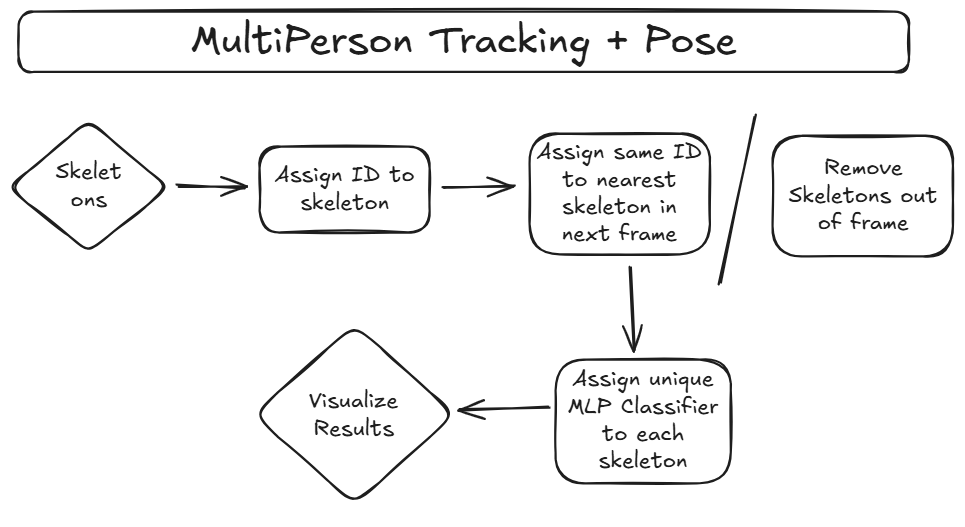 MultiPerson Tracking + Pose
Skelet
ons
Assign ID to
skeleton
Assign same ID
to nearest
skeleton in
next frame
/
Remove
Skeletons out
of frame
Assign unique
MLP Classifier
to each
skeleton
Visualize
Results